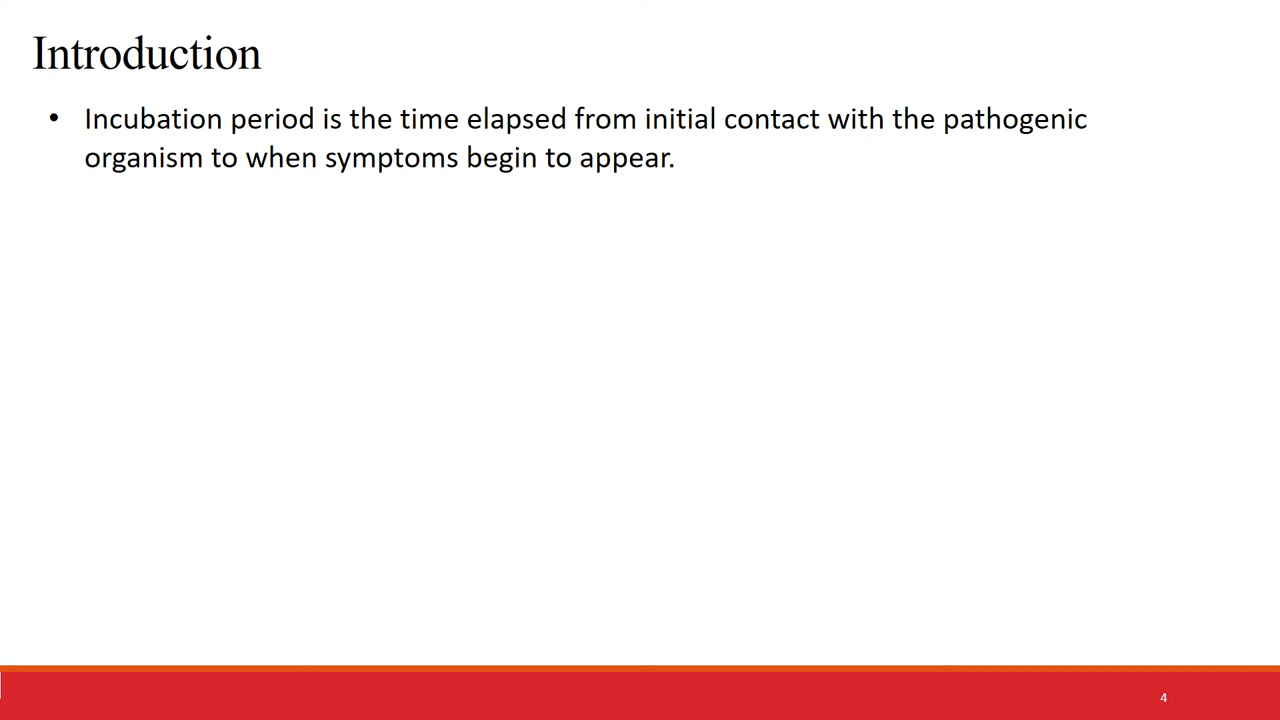 Introduction
• Incubation period is the time elapsed from initial contact with the pathogenic
organism to when symptoms begin to appear.
4